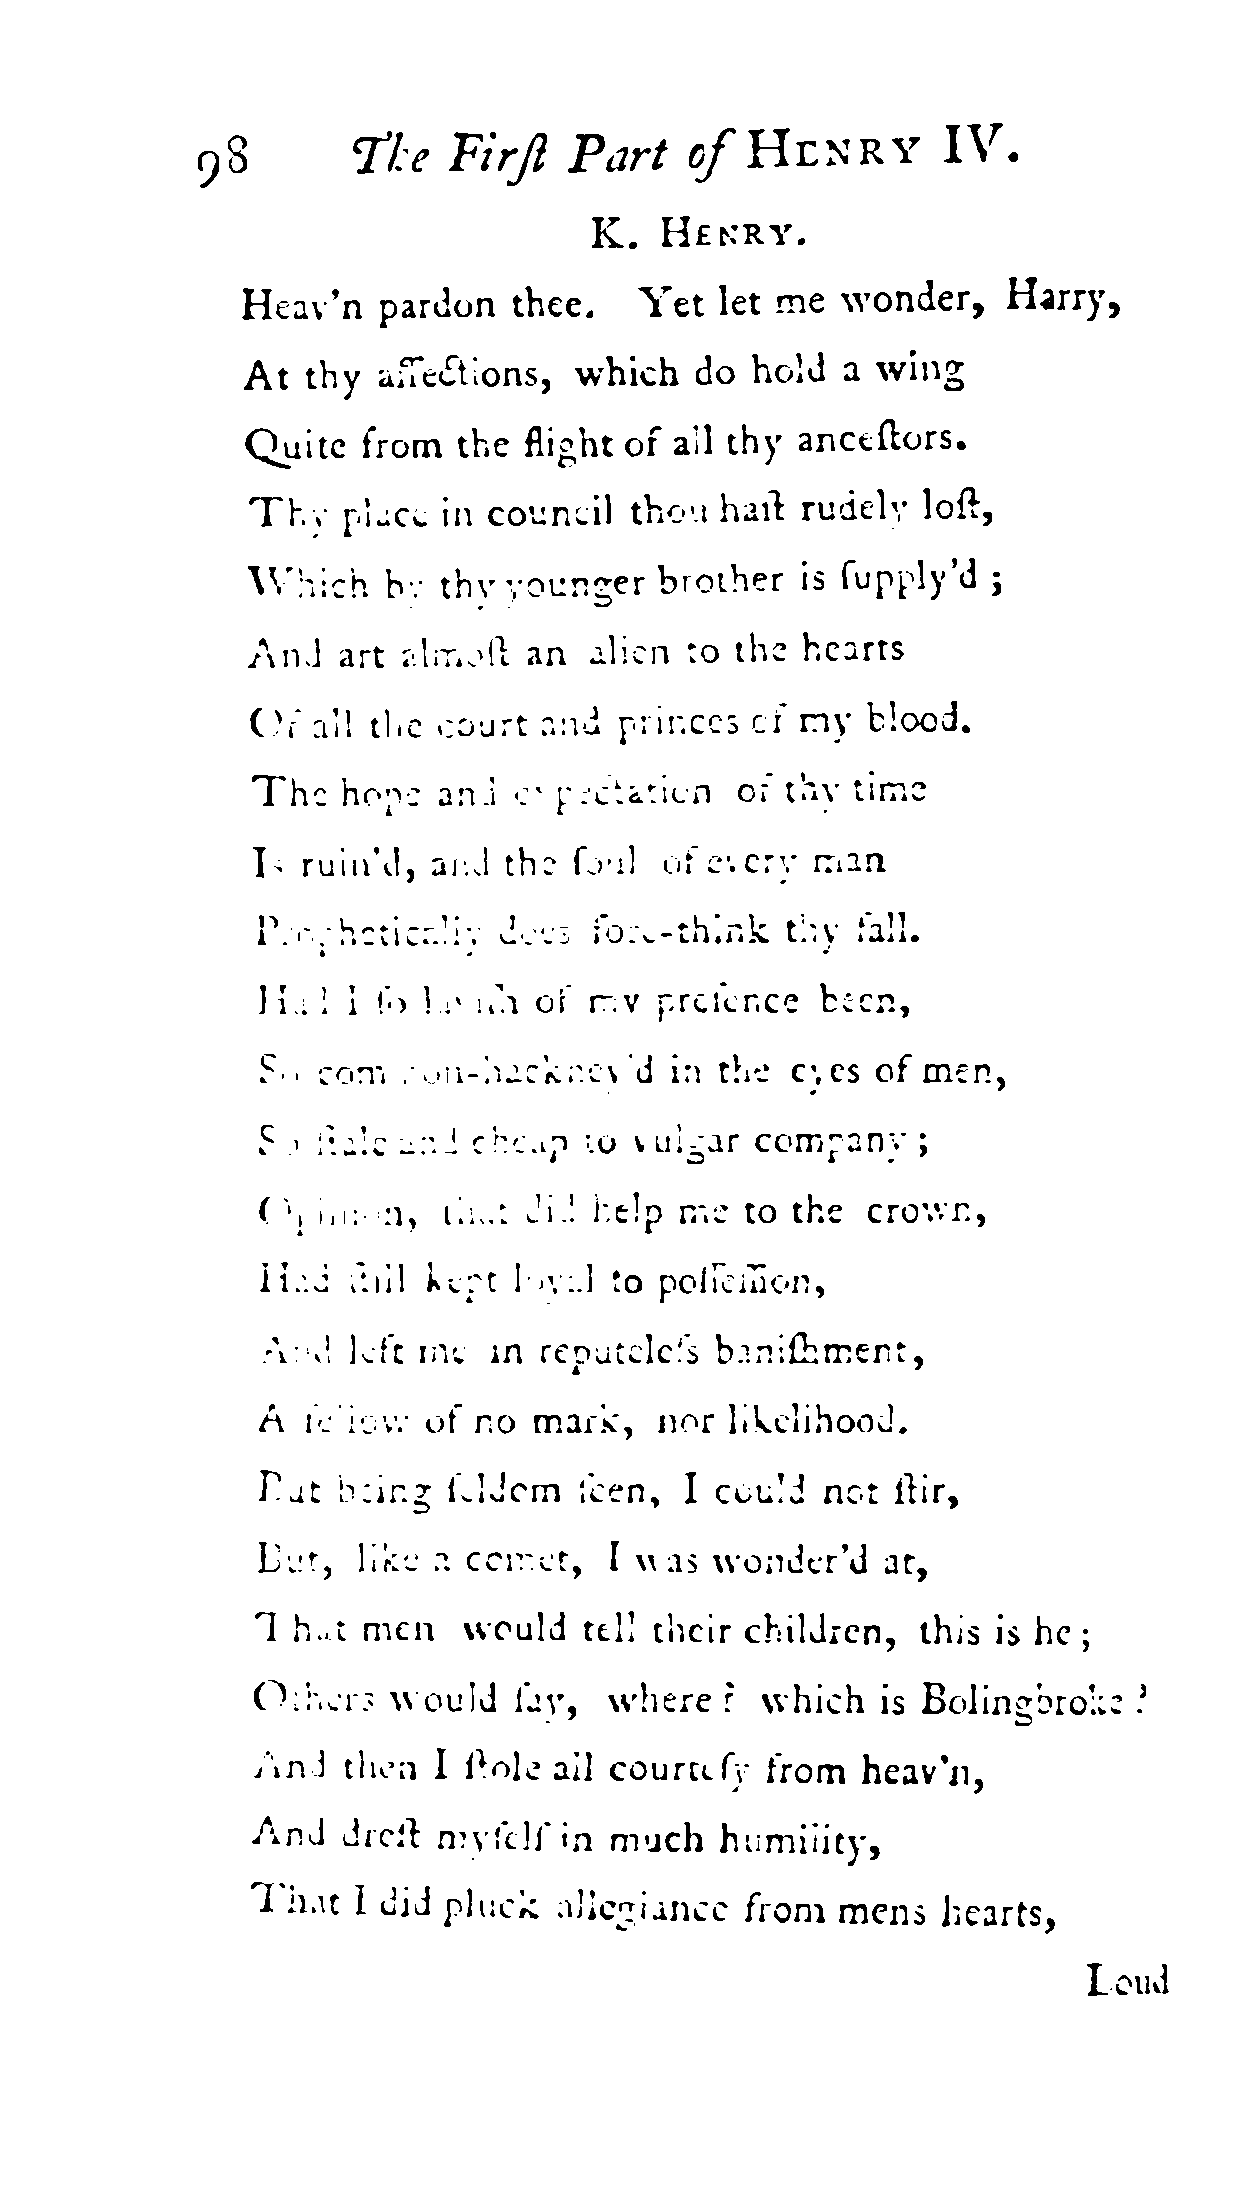 98 The Firſt Part of HENRY IV.
K. HENRY.
Heav'n pardon thee. Yet let me wonder, Harry,
At thy affections, which do hold a wing
Quite from the flight of all thy anceſtors.
Thy place in council thou haſt rudely loſt,
Which by thy younger brother is ſupply'd ;
And art almoſt an alien to the hearts
Of all the court and princes of my blood.
The hope and expectation of thy time
Is ruin'd, and the ſoul of every man
Prophetically does fore-think thy fall.
Had I ſo laviſh of my preſence been,
So common-hackney'd in the eyes of men,
So ſtale and cheap to vulgar company ;
Opinion, that did help me to the crown,
Had ſtill kept loyal to poſſeſſion,
And left me in reputeleſs baniſhment,
A fellow of no mark, nor likelihood.
But being ſeldom ſeen, I could not ſtir,
But, like a comet, I was wonder'd at,
That men would tell their children, this is he ;
Others would ſay, where ? which is Bolingbroke ?
And then I ſtole all courteſy from heav'n,
And dreſt myſelf in much humility,
That I did pluck allegiance from mens hearts,
Loud